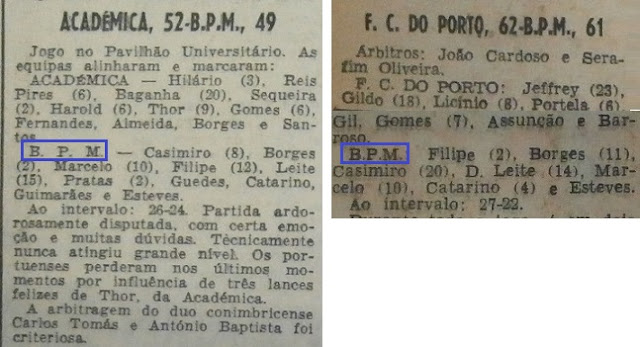 ACADÉMICA, 52-B.P.M., 49
Jogo no Pavilhão Universitário. As
equipas alinharam e marcaram:
ACADÉMICA — Hilário (3), Reis
Pires (6), Baganha (20), Sequeira
(2), Harold (6), Thor (9), Gomes (6),
Fernandes, Almeida, Borges e San-
tos.
B. P. M. — Casimiro (8), Borges
(2), Marcelo (10), Filipe (12), Leite
(15), Pratas (2), Guedes, Catarino,
Guimarães e Esteves.
Ao intervalo: 26-24. Partida ardo-
rosamente disputada, com certa emo-
ção e muitas dúvidas. Técnicamente
nunca atingiu grande nível. Os por-
tuenses perderam nos últimos momen-
tos por influência de três lances
felizes de Thor, da Académica.
A arbitragem do duo conimbricense
Carlos Tomás e António Baptista foi
criteriosa.
F. C. DO PORTO, 62-B.P.M., 61
Arbitros: João Cardoso e Sera-
fim Oliveira.
F. C. DO PORTO: Jeffrey (23),
Gildo (18), Licínio (8), Portela (6)
Gil, Gomes (7), Assunção e Bar-
roso.
B.P.M. Filipe (2), Borges (11),
Casimiro (20), D. Leite (14), Mar-
celo (10), Catarino (4) e Esteves.
Ao intervalo: 27-22.